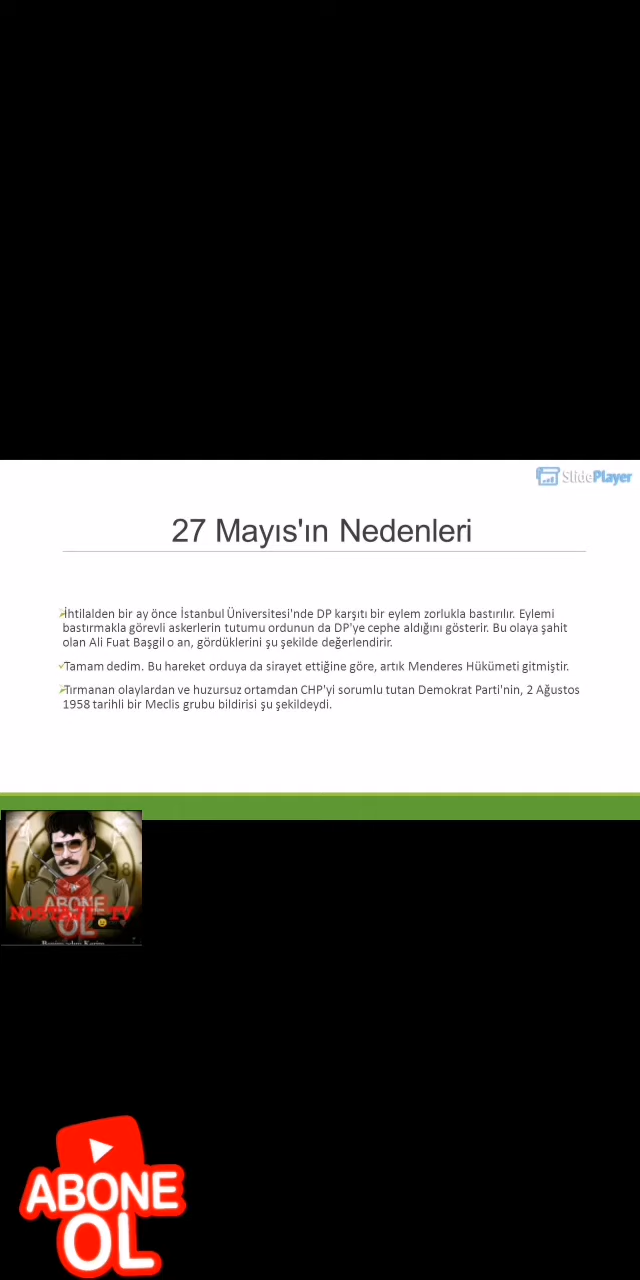 SlidePlayer
27 Mayıs'ın Nedenleri
İhtilalden bir ay önce İstanbul Üniversitesi'nde DP karşıtı bir eylem zorlukla bastırılır. Eylemi
bastırmakla görevli askerlerin tutumu ordunun da DP'ye cephe aldığını gösterir. Bu olaya şahit
olan Ali Fuat Başgil o an, gördüklerini şu şekilde değerlendirir.
Tamam dedim. Bu hareket orduya da sirayet ettiğine göre, artık Menderes Hükümeti gitmiştir.
Tırmanan olaylardan ve huzursuz ortamdan CHP'yi sorumlu tutan Demokrat Parti'nin, 2 Ağustos
1958 tarihli bir Meclis grubu bildirisi şu şekildeydi.
ABONE
OL
TV
ABONE
OL